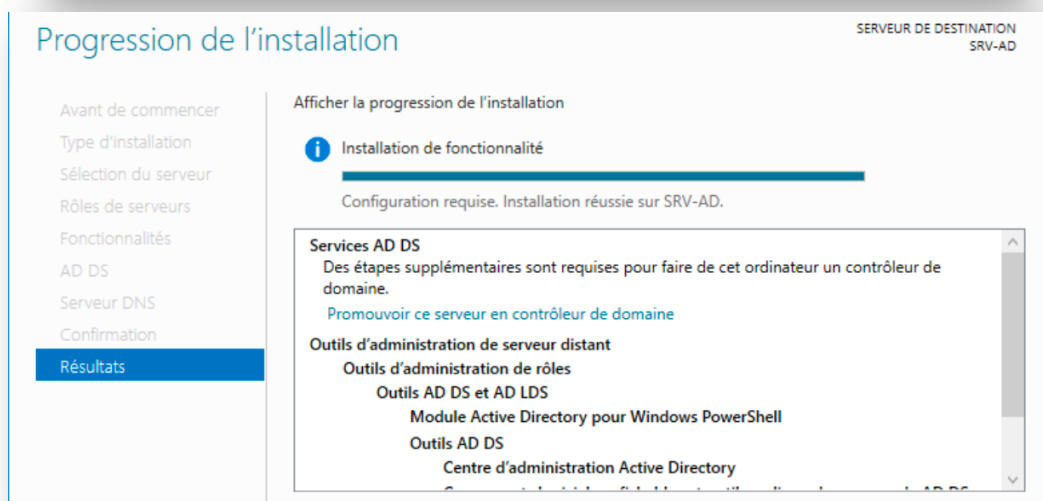 Progression de l'installation
SERVEUR DE DESTINATION
SRV-AD
Avant de commencer
Type d'installation
Sélection du serveur
Rôles de serveurs
Fonctionnalités
AD DS
Serveur DNS
Confirmation
Résultats
Afficher la progression de l'installation
Installation de fonctionnalité
Configuration requise. Installation réussie sur SRV-AD.
Services AD DS
Des étapes supplémentaires sont requises pour faire de cet ordinateur un contrôleur de
domaine.
Promouvoir ce serveur en contrôleur de domaine
Outils d'administration de serveur distant
Outils d'administration de rôles
Outils AD DS et AD LDS
Module Active Directory pour Windows PowerShell
Outils AD DS
Centre d'administration Active Directory